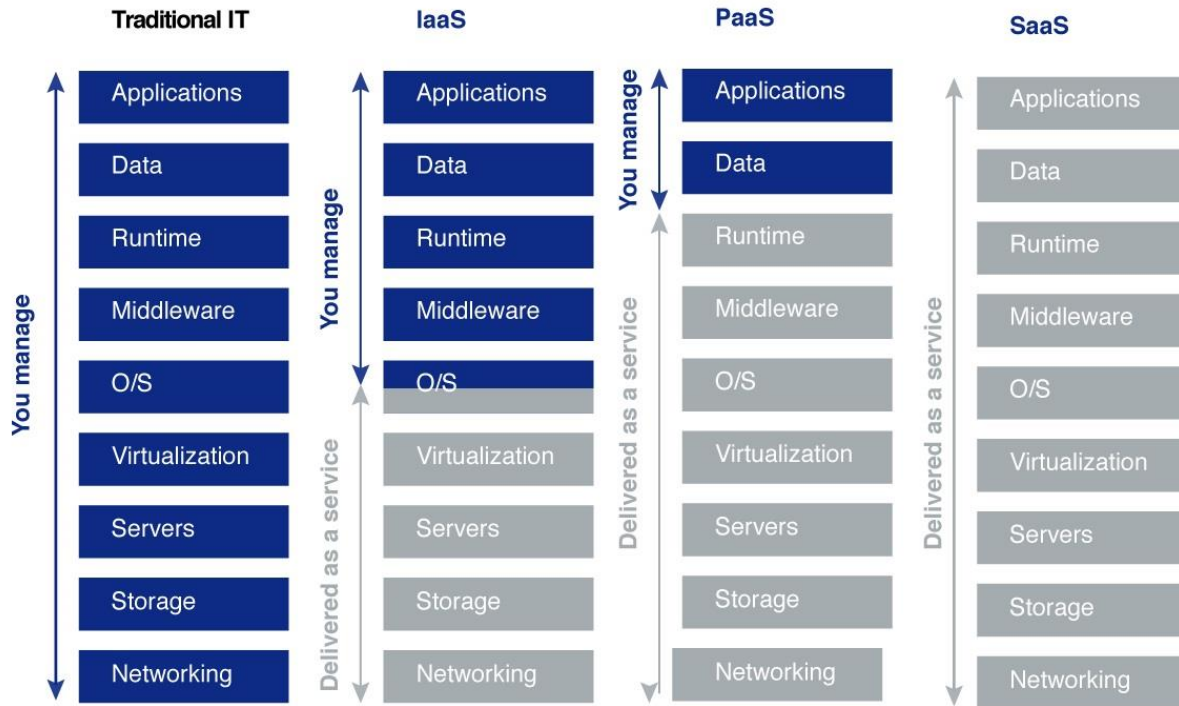 Traditional IT
IaaS
PaaS
SaaS
You manage
Applications
Data
Runtime
Middleware
O/S
Virtualization
Servers
Storage
Networking
You manage
Delivered as a service
Applications
Data
Runtime
Middleware
O/S
Virtualization
Servers
Storage
Networking
You manage
Delivered as a service
Applications
Data
Runtime
Middleware
O/S
Virtualization
Servers
Storage
Networking
Delivered as a service
Applications
Data
Runtime
Middleware
O/S
Virtualization
Servers
Storage
Networking